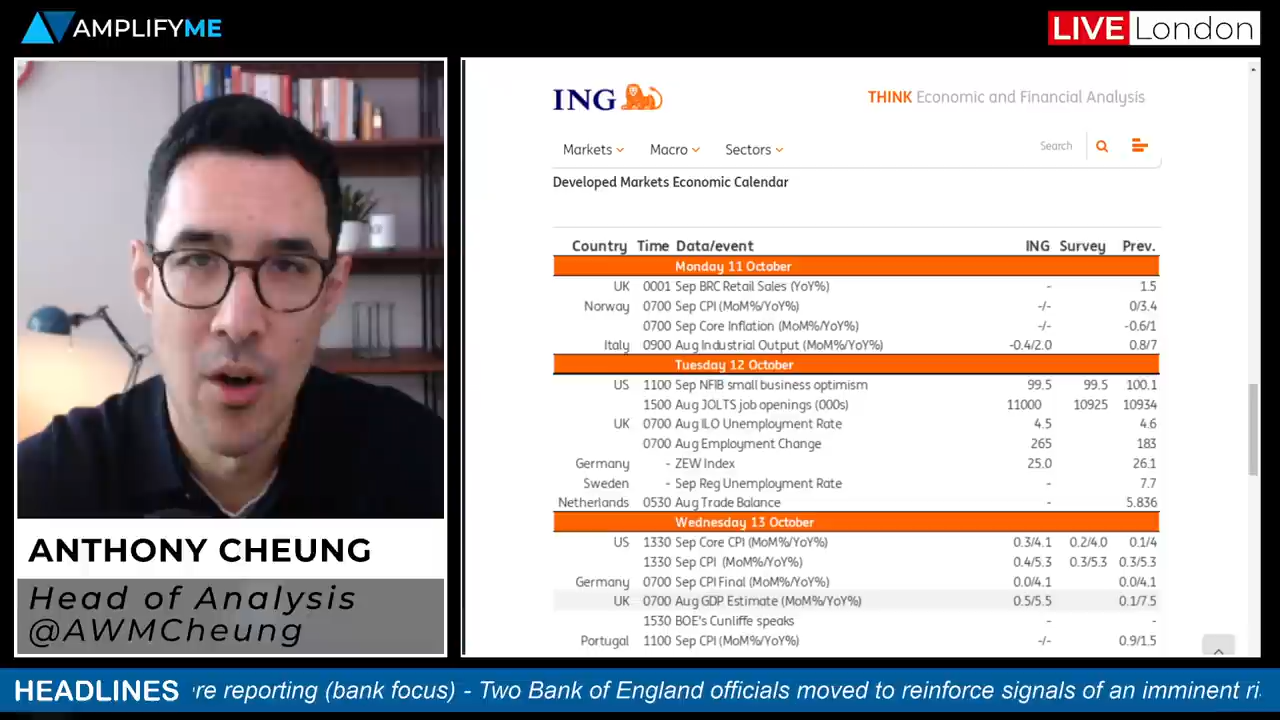 AMPLIFYME
LIVE London
ING
THINK Economic and Financial Analysis
Markets Macro Sectors Search
Developed Markets Economic Calendar
Country Time Data/event ING Survey Prev.
Monday 11 October
UK 0001 Sep BRC Retail Sales (YoY%) - 1.5
Norway 0700 Sep CPI (MoM%/YoY%) -/- 0/3.4
0700 Sep Core Inflation (MoM%/YoY%) -/- -0.6/1
Italy 0900 Aug Industrial Output (MoM%/YoY%) -0.4/2.0 0.8/7
Tuesday 12 October
US 1100 Sep NFIB small business optimism 99.5 99.5 100.1
1500 Aug JOLTS job openings (000s) 11000 10925 10934
UK 0700 Aug ILO Unemployment Rate 4.5 4.6
0700 Aug Employment Change 265 183
Germany - ZEW Index 25.0 26.1
Sweden - Sep Reg Unemployment Rate - 7.7
Netherlands 0530 Aug Trade Balance - 5.836
Wednesday 13 October
US 1330 Sep Core CPI (MoM%/YoY%) 0.3/4.1 0.2/4.0 0.1/4
1330 Sep CPI (MoM%/YoY%) 0.4/5.3 0.3/5.3 0.3/5.3
Germany 0700 Sep CPI Final (MoM%/YoY%) 0.0/4.1 0.0/4.1
UK 0700 Aug GDP Estimate (MoM%/YoY%) 0.5/5.5 0.1/7.5
1530 BOE's Cunliffe speaks - -
Portugal 1100 Sep CPI (MoM%/YoY%) -/- 0.9/1.5
ANTHONY CHEUNG
Head of Analysis
@AWMCheung
HEADLINES re reporting (bank focus) - Two Bank of England officials moved to reinforce signals of an imminent ri